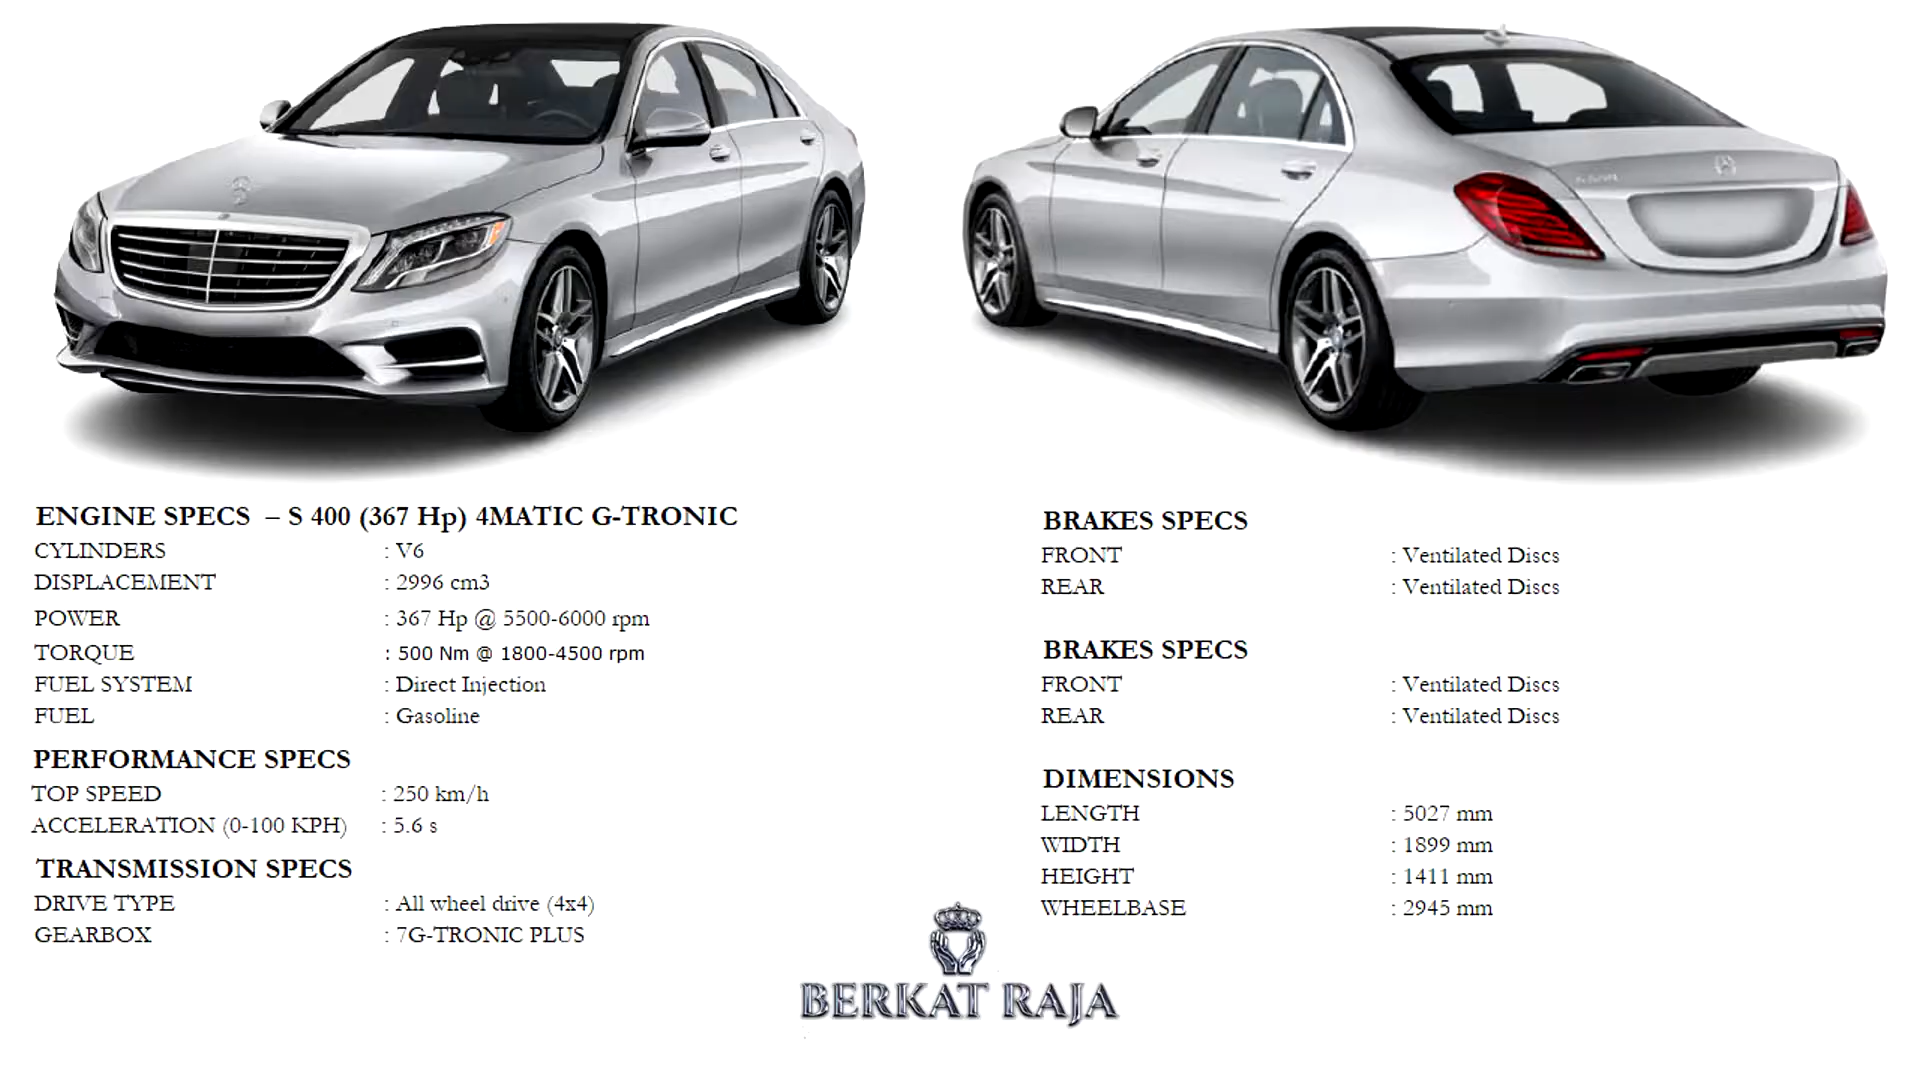 ENGINE SPECS – S 400 (367 Hp) 4MATIC G-TRONIC
CYLINDERS : V6
DISPLACEMENT : 2996 cm3
POWER : 367 Hp @ 5500-6000 rpm
TORQUE : 500 Nm @ 1800-4500 rpm
FUEL SYSTEM : Direct Injection
FUEL : Gasoline
PERFORMANCE SPECS
TOP SPEED : 250 km/h
ACCELERATION (0-100 KPH) : 5.6 s
TRANSMISSION SPECS
DRIVE TYPE : All wheel drive (4x4)
GEARBOX : 7G-TRONIC PLUS
BRAKES SPECS
FRONT : Ventilated Discs
REAR : Ventilated Discs
BRAKES SPECS
FRONT : Ventilated Discs
REAR : Ventilated Discs
DIMENSIONS
LENGTH : 5027 mm
WIDTH : 1899 mm
HEIGHT : 1411 mm
WHEELBASE : 2945 mm
BERKAT RAJA